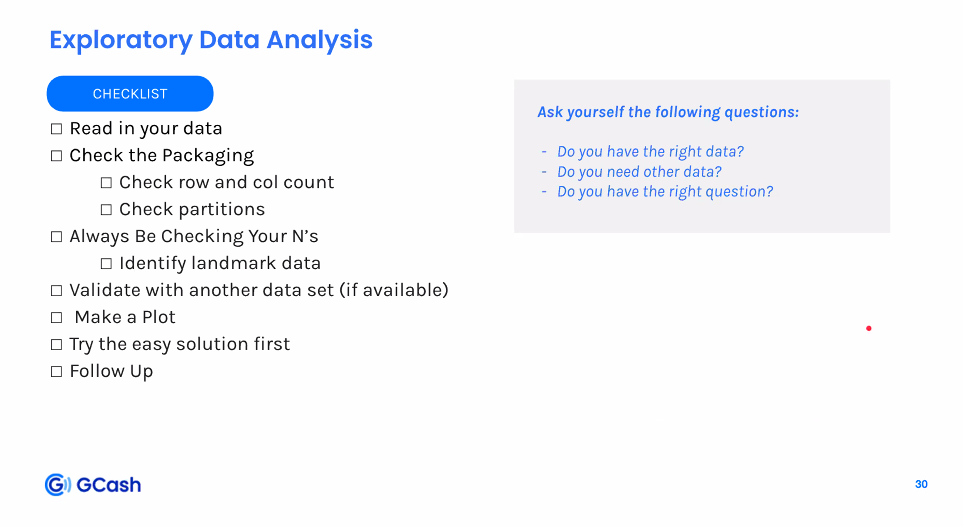 Exploratory Data Analysis
CHECKLIST
☐ Read in your data
☐ Check the Packaging
☐ Check row and col count
☐ Check partitions
☐ Always Be Checking Your N’s
☐ Identify landmark data
☐ Validate with another data set (if available)
☐ Make a Plot
☐ Try the easy solution first
☐ Follow Up
Ask yourself the following questions:
- Do you have the right data?
- Do you need other data?
- Do you have the right question?
GCash
30